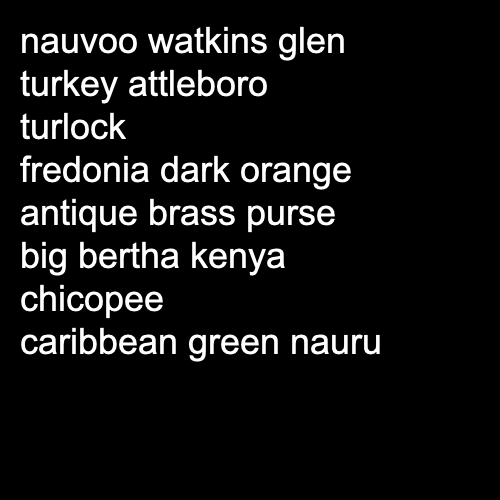 nauvoo watkins glen
turkey attleboro
turlock
fredonia dark orange
antique brass purse
big bertha kenya
chicopee
caribbean green nauru